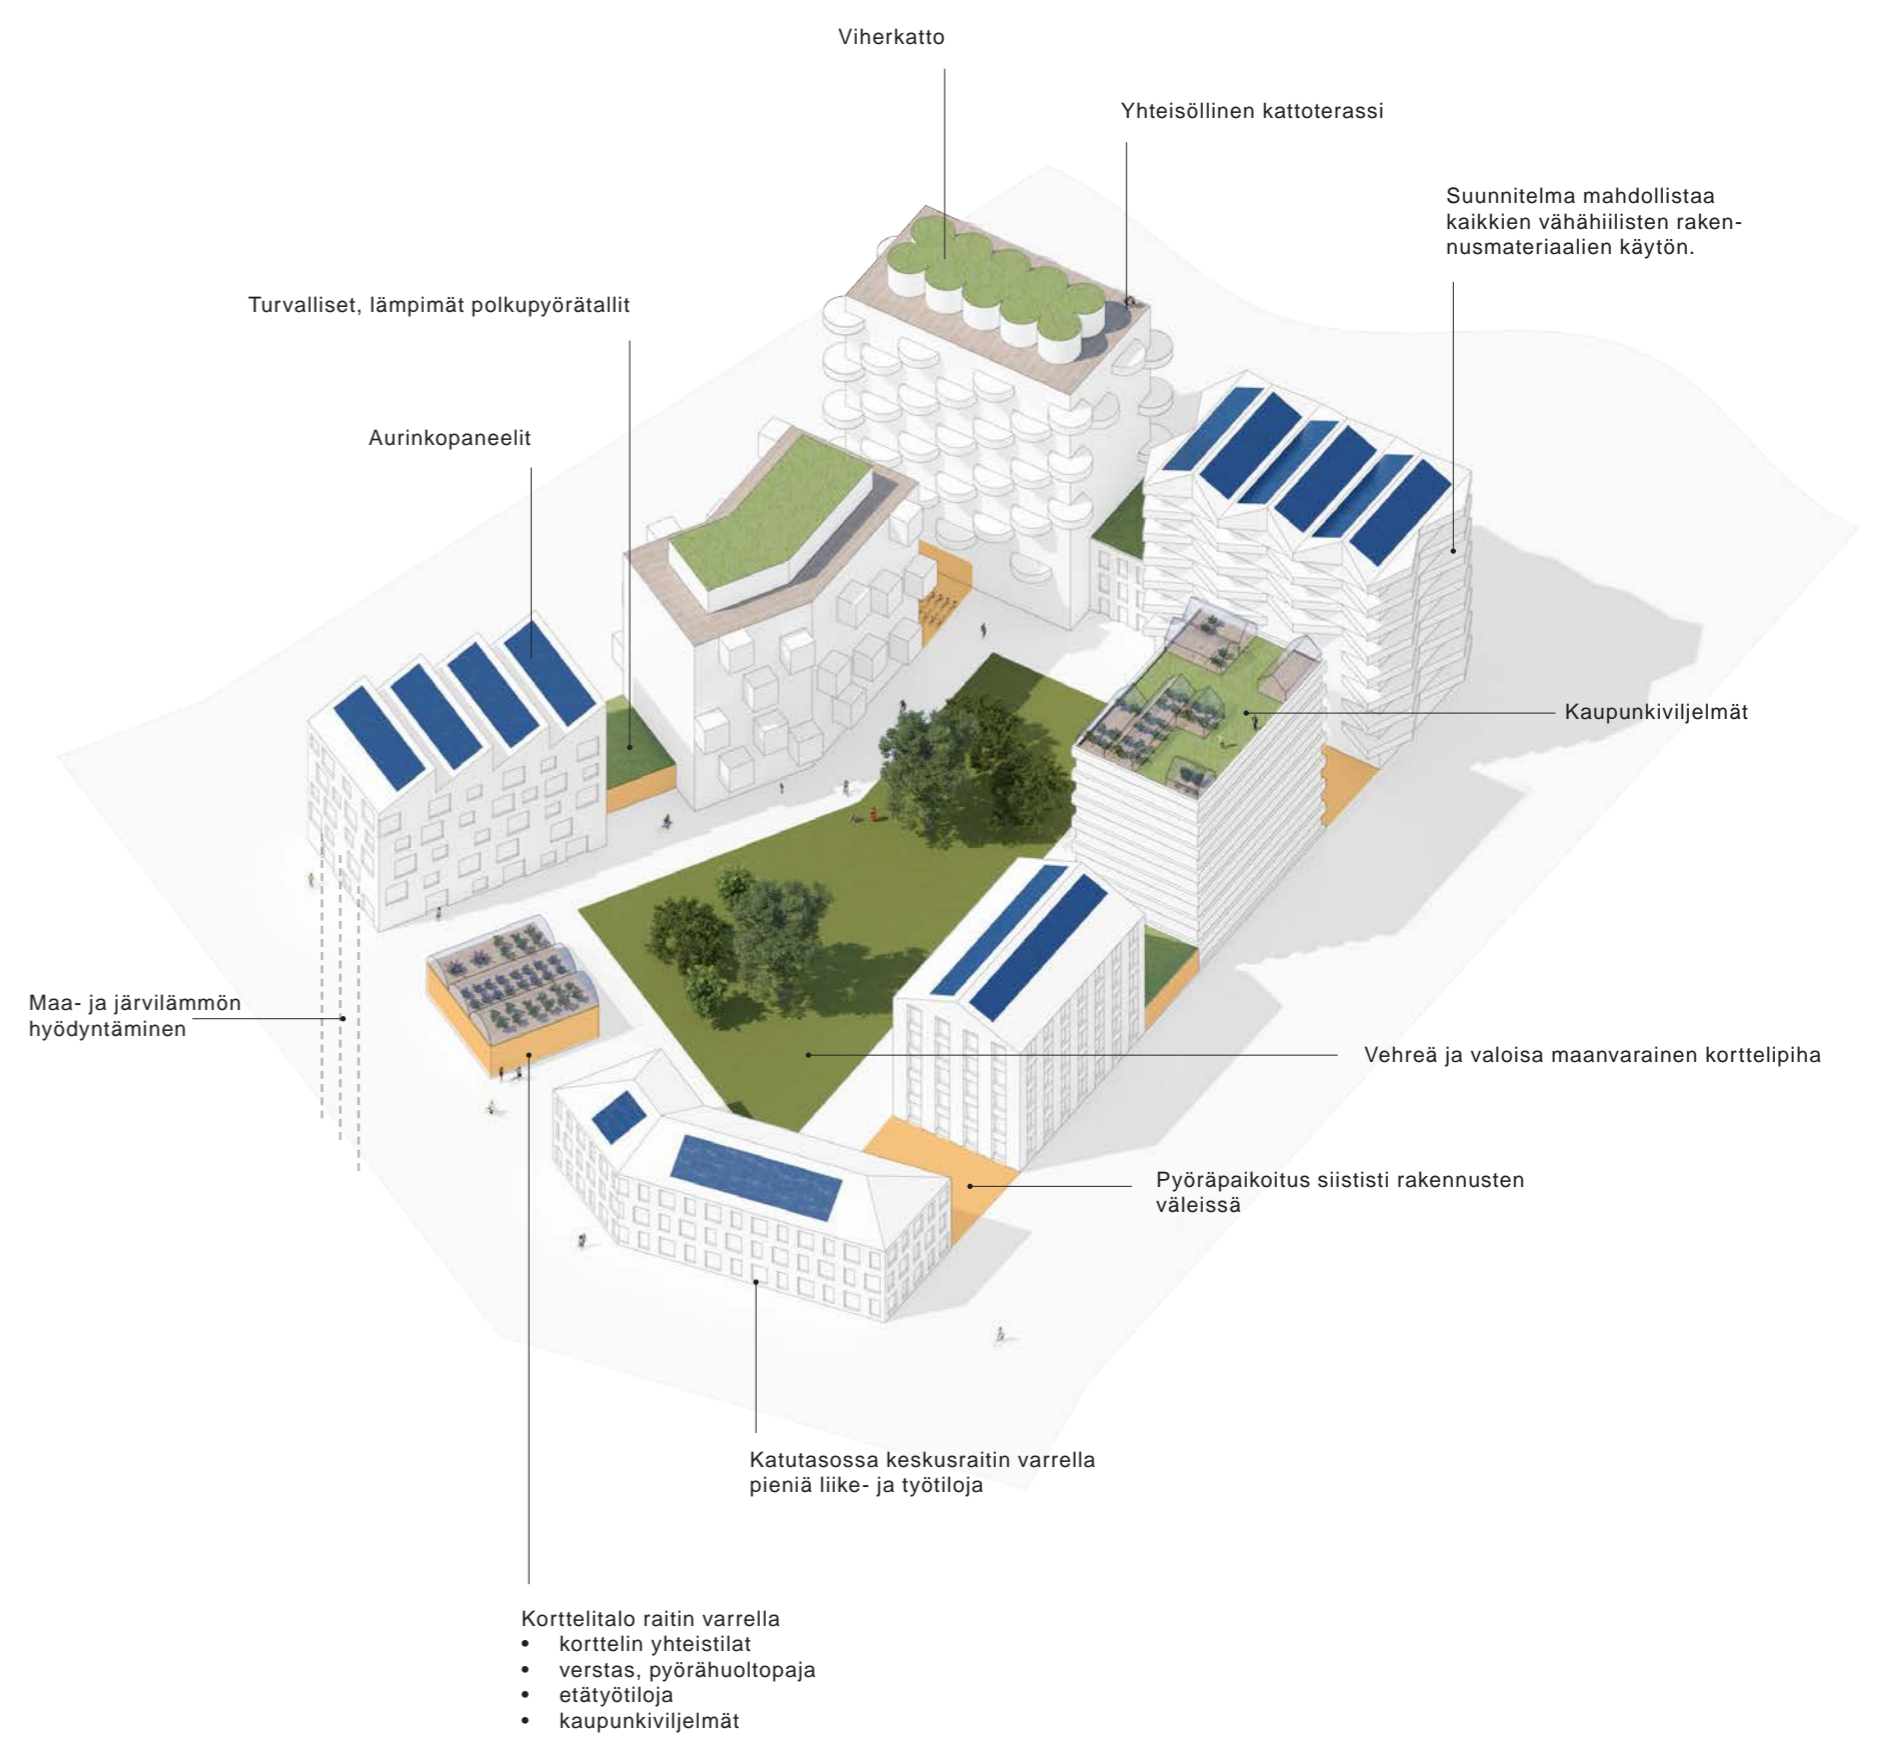 Viherkatto
Yhteisöllinen kattoterassi
Suunnitelma mahdollistaa
kaikkien vähähiilisten raken-
nusmateriaalien käytön.
Turvalliset, lämpimät polkupyörätallit
Aurinkopaneelit
Kaupunkiviljelmät
Maa- ja järvilämmön
hyödyntäminen
Vehreä ja valoisa maanvarainen korttelipiha
Pyöräpaikoitus siististi rakennusten
väleissä
Katutasossa keskusraitin varrella
pieniä liike- ja työtiloja
Korttelitalo raitin varrella
• korttelin yhteistilat
• verstas, pyörähuoltopaja
• etätyötiloja
• kaupunkiviljelmät